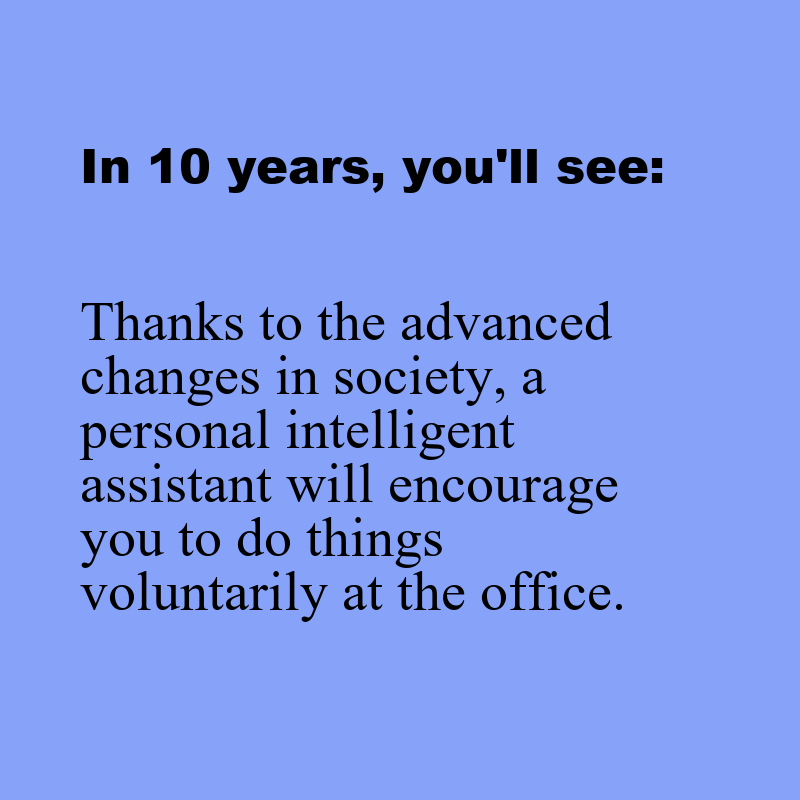 In 10 years, you'll see:
Thanks to the advanced
changes in society, a
personal intelligent
assistant will encourage
you to do things
voluntarily at the office.